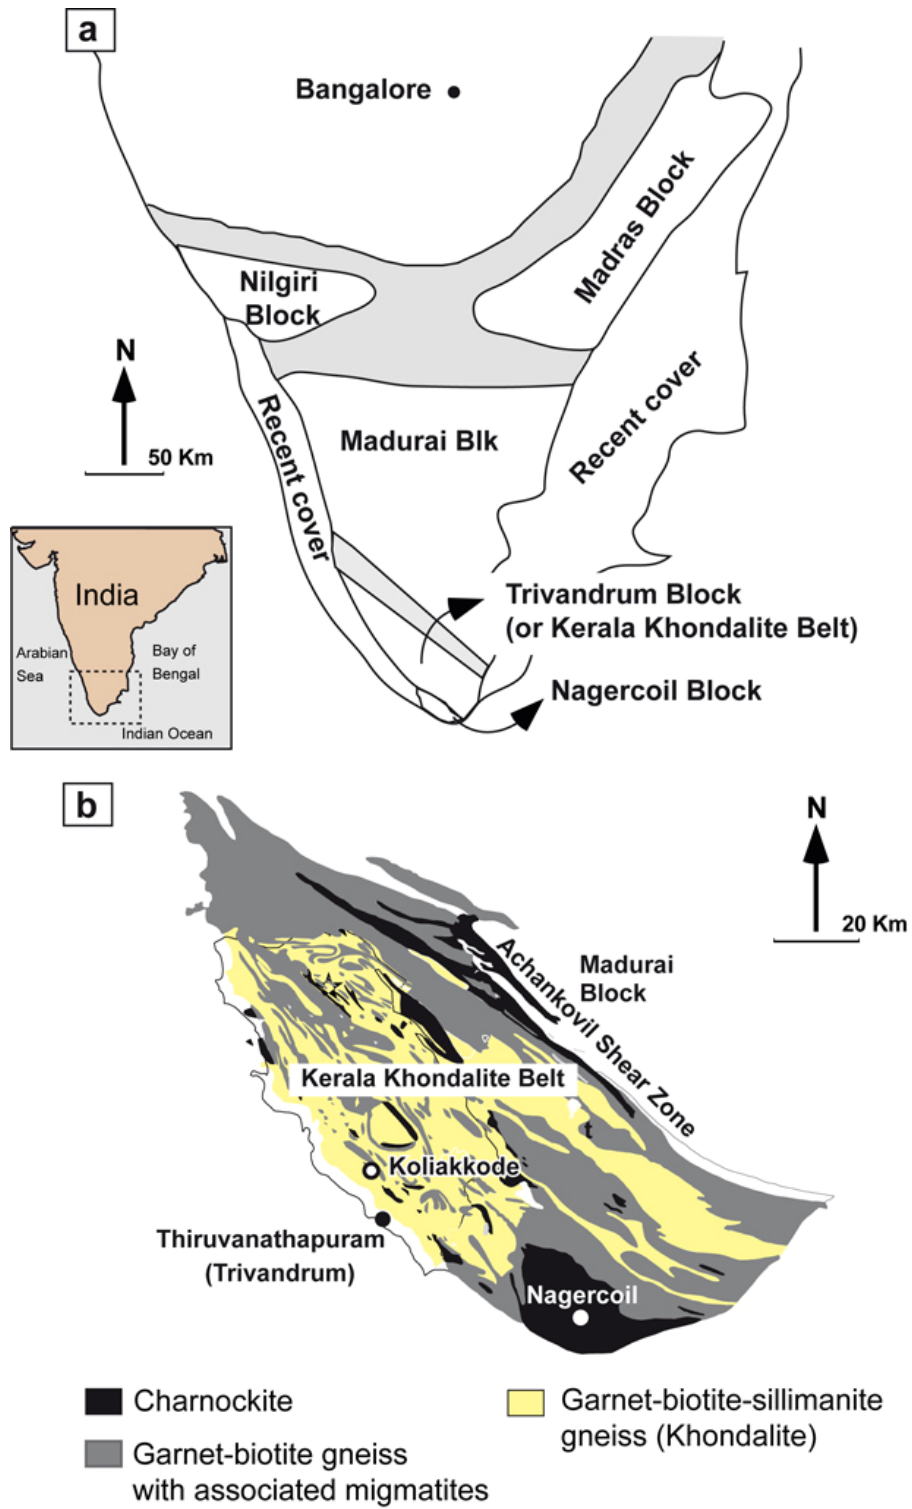 a
Bangalore
Madras Block
Nilgiri
Block
N
50 Km
Recent cover
Madurai Blk
Recent cover
India
Arabian
Sea
Bay of
Bengal
Indian Ocean
Trivandrum Block
(or Kerala Khondalite Belt)
Nagercoil Block
b
N
20 Km
Achankovil Shear Zone
Madurai
Block
Kerala Khondalite Belt
t
Koliakkode
Thiruvanathapuram
(Trivandrum)
Nagercoil
Charnockite
Garnet-biotite gneiss
with associated migmatites
Garnet-biotite-sillimanite
gneiss (Khondalite)